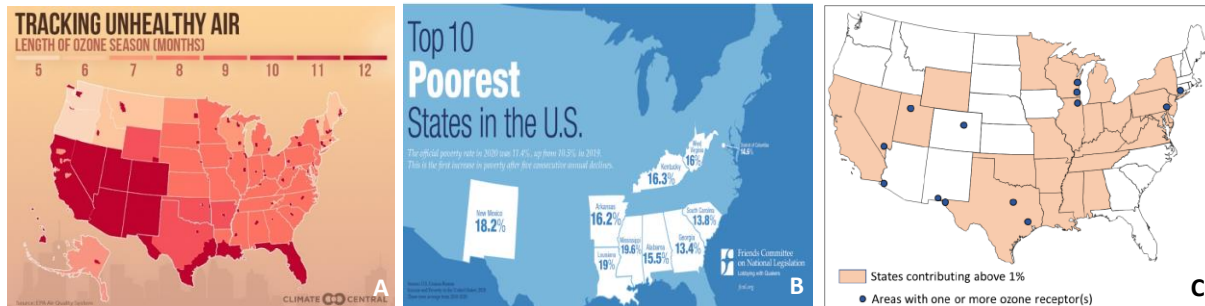 TRACKING UNHEALTHY AIR
LENGTH OF OZONE SEASON (MONTHS)
5 6 7 8 9 10 11 12
CLIMATE CENTRAL
A
Top 10
Poorest
States in the U.S.
The official poverty rate in 2020 was 11.4%, up from 10.5% in 2019.
This is the first increase in poverty after five consecutive annual declines.
West
Virginia
16%
District of Columbia
Kentucky
16.3%
New Mexico
18.2%
Arkansas
16.2%
South Carolina
13.8%
Mississippi
19.6%
Alabama
15.5%
Georgia
13.4%
Louisiana
19%
Friends Committee
on National Legislation
Lobbying with Quakers
fcnl.org
B
States contributing above 1%
Areas with one or more ozone receptor(s)
C